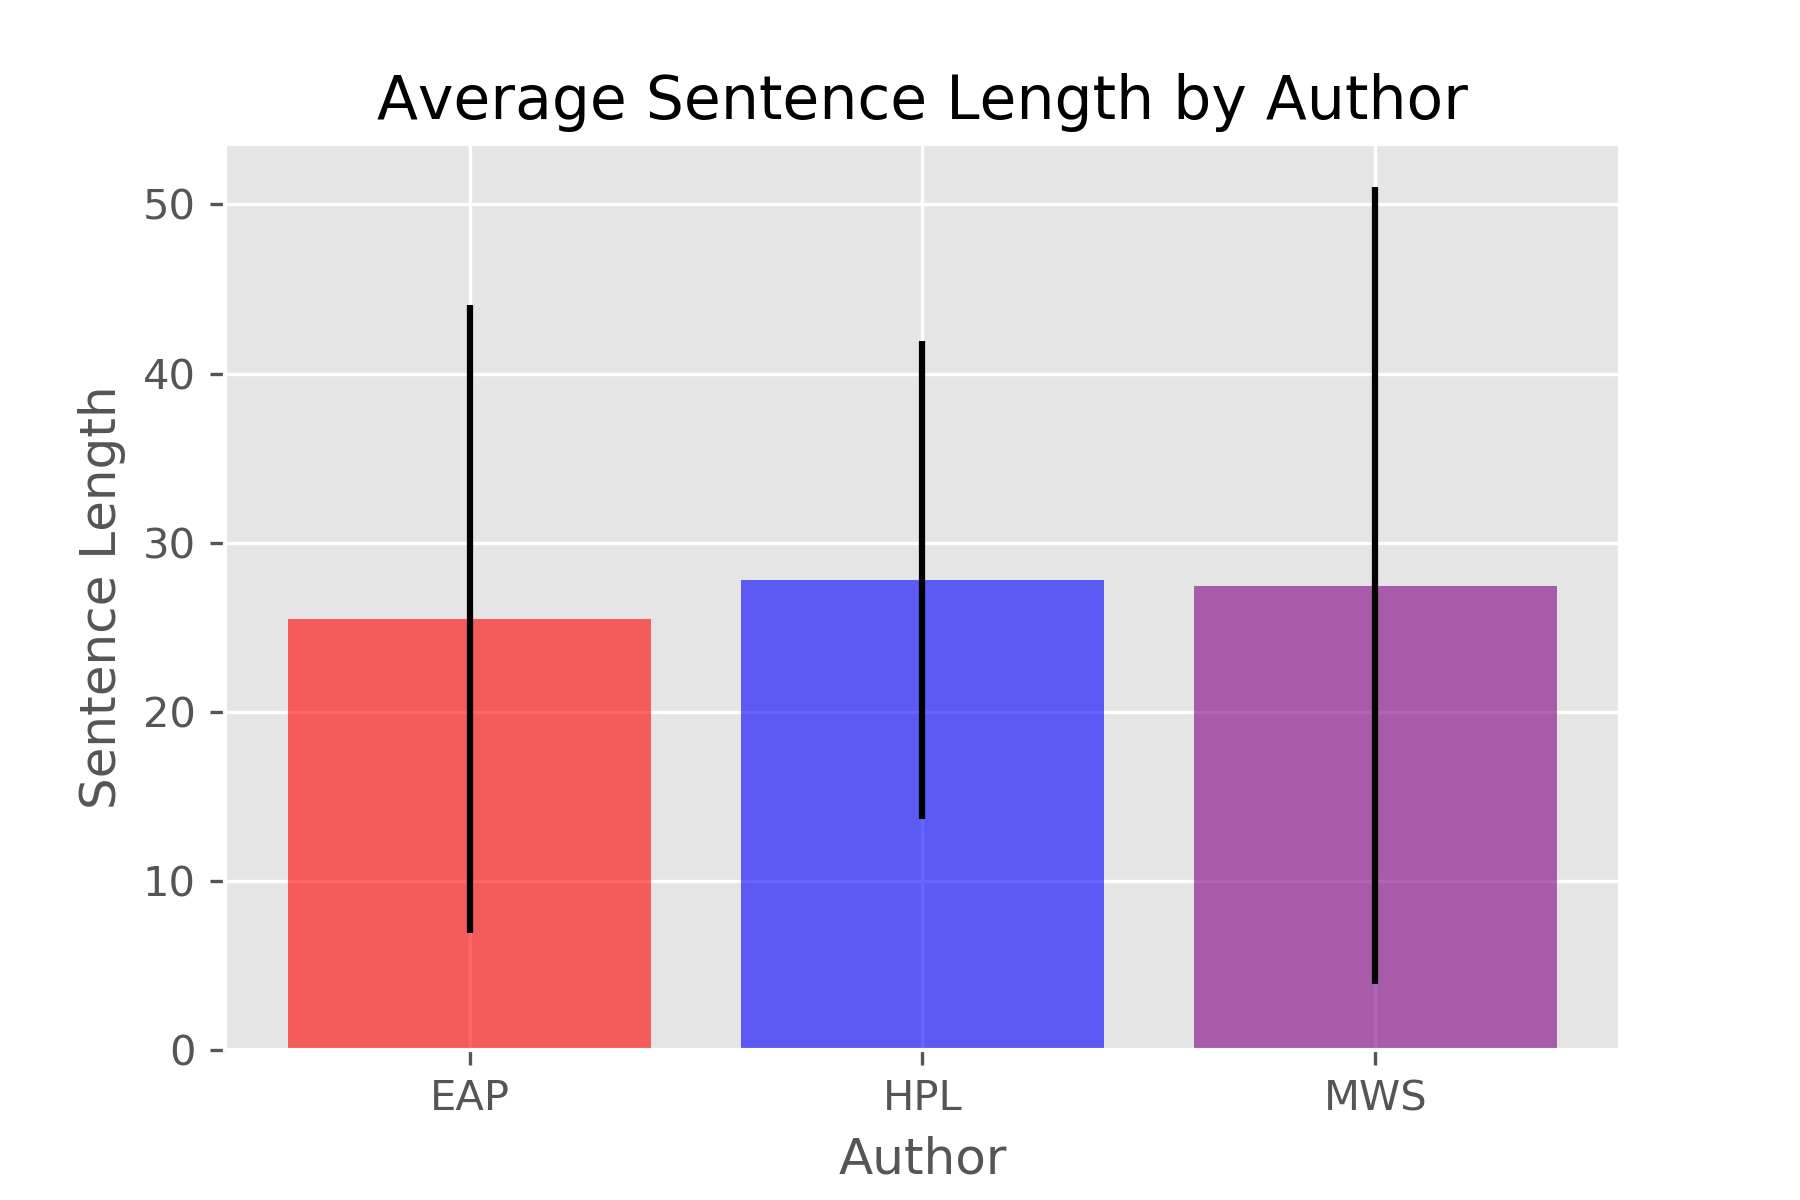 Average Sentence Length by Author
50
40
30
20
10
0
Sentence Length
EAP
HPL
MWS
Author